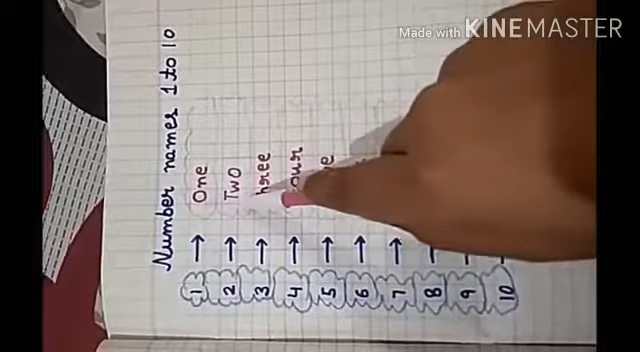 Made with KINEMASTER
Number names 1 to 10
1 → One
2 → Two
3 → hree
4 → our
5 →
6 →
7 →
8
9
10